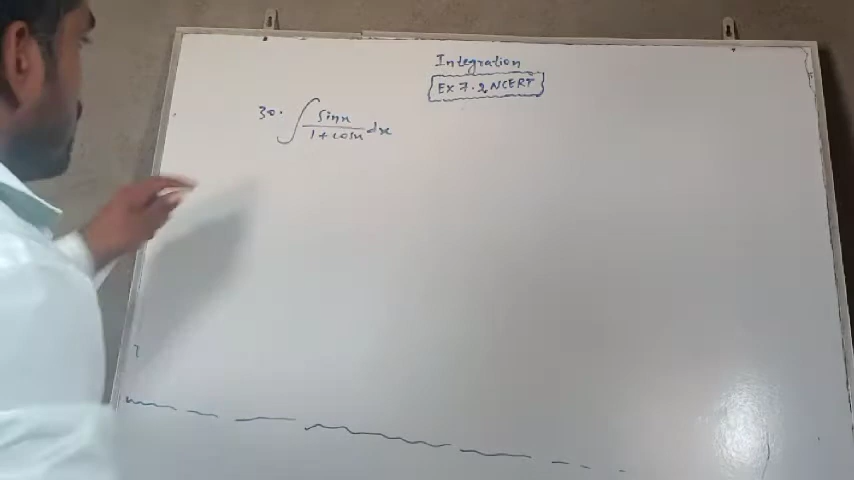 Integration
Ex 7.2 NCERT
30. ∫ sinx / 1+cosx dx